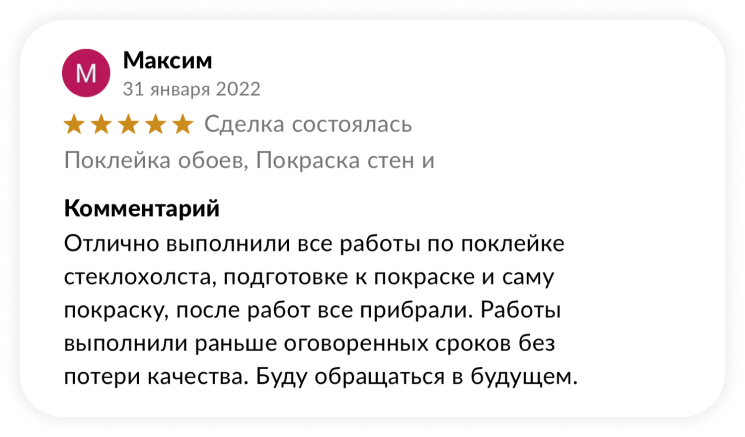 М
Максим
31 января 2022
Сделка состоялась
Поклейка обоев, Покраска стен и
Комментарий
Отлично выполнили все работы по поклейке
стеклохолста, подготовке к покраске и саму
покраску, после работ все прибрали. Работы
выполнили раньше оговоренных сроков без
потери качества. Буду обращаться в будущем.